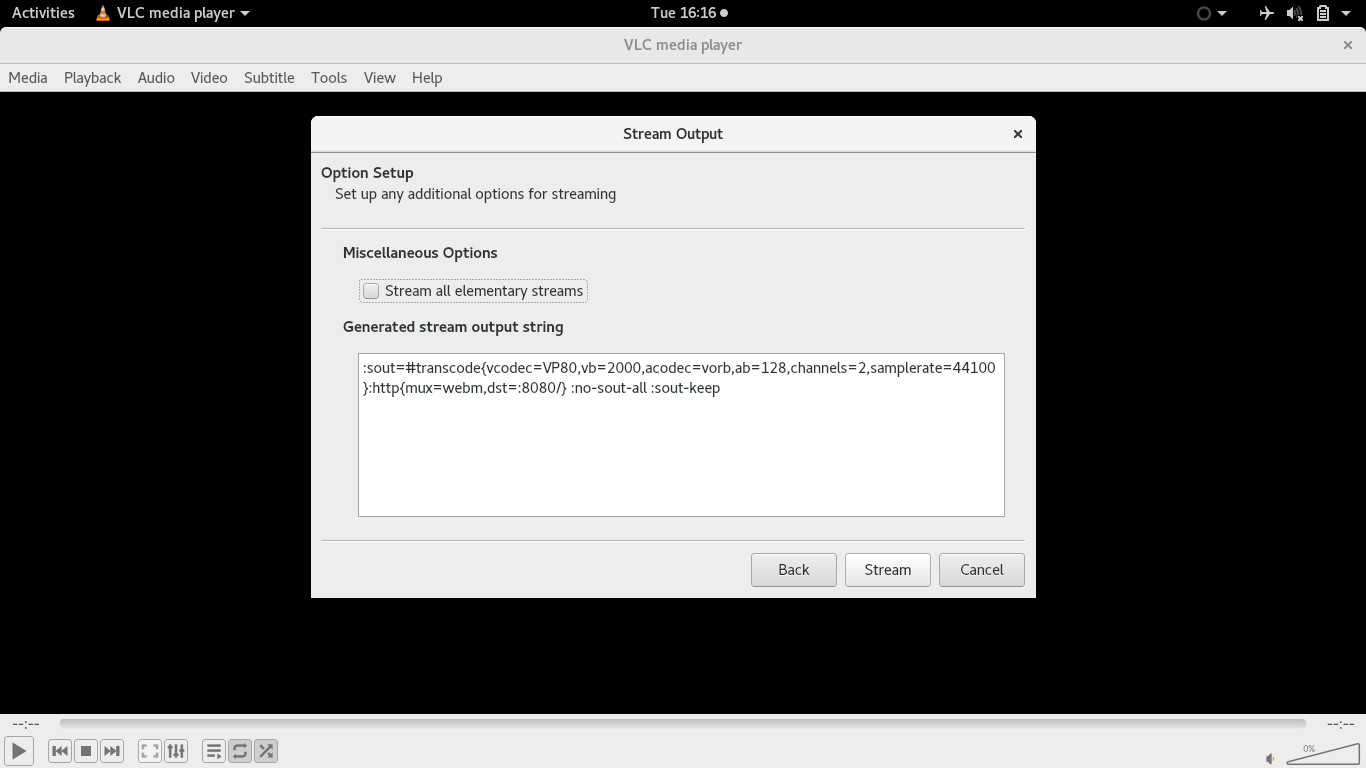 Activities VLC media player Tue 16:16
VLC media player
Media Playback Audio Video Subtitle Tools View Help
Stream Output
Option Setup
Set up any additional options for streaming
Miscellaneous Options
Stream all elementary streams
Generated stream output string
:sout=#transcode{vcodec=VP80,vb=2000,acodec=vorb,ab=128,channels=2,samplerate=44100
}:http{mux=webm,dst=:8080/} :no-sout-all :sout-keep
Back Stream Cancel
--:-- --:--
0%